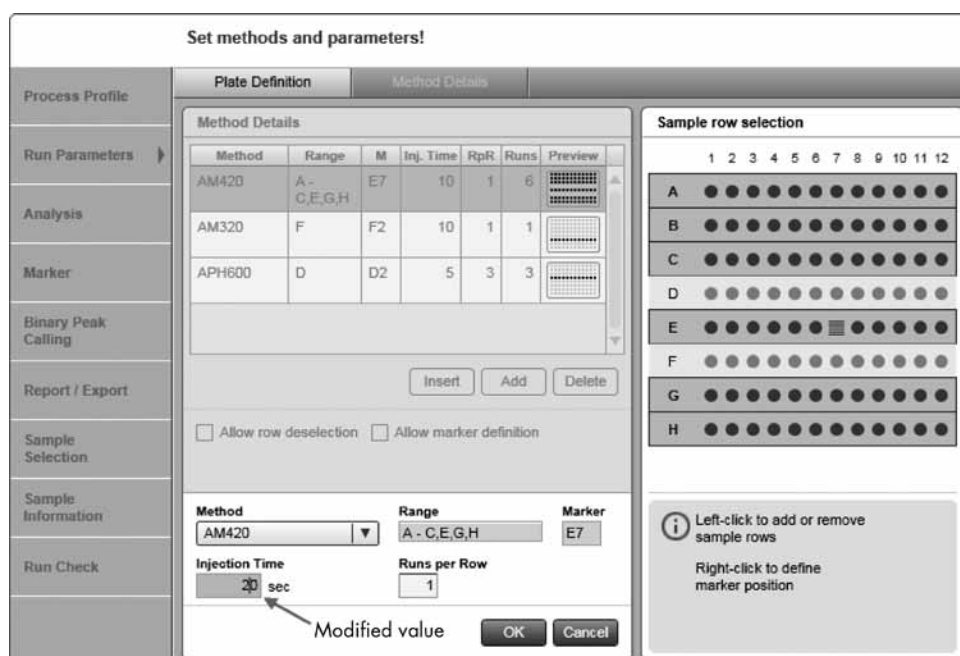 Set methods and parameters!
Process Profile
Run Parameters
Analysis
Marker
Binary Peak
Calling
Report / Export
Sample
Selection
Sample
Information
Run Check
Plate Definition
Method Details
Method Details
Method Range M Inj. Time RpR Runs Preview
AM420 A - E7 10 1 6
C,E,G,H
AM320 F F2 10 1 1
APH600 D D2 5 3 3
Insert Add Delete
Allow row deselection Allow marker definition
Method Range Marker
AM420 A - C,E,G,H E7
Injection Time Runs per Row
20 sec 1
Modified value
OK Cancel
Sample row selection
1 2 3 4 5 6 7 8 9 10 11 12
A
B
C
D
E
F
G
H
i
Left-click to add or remove
sample rows
Right-click to define
marker position